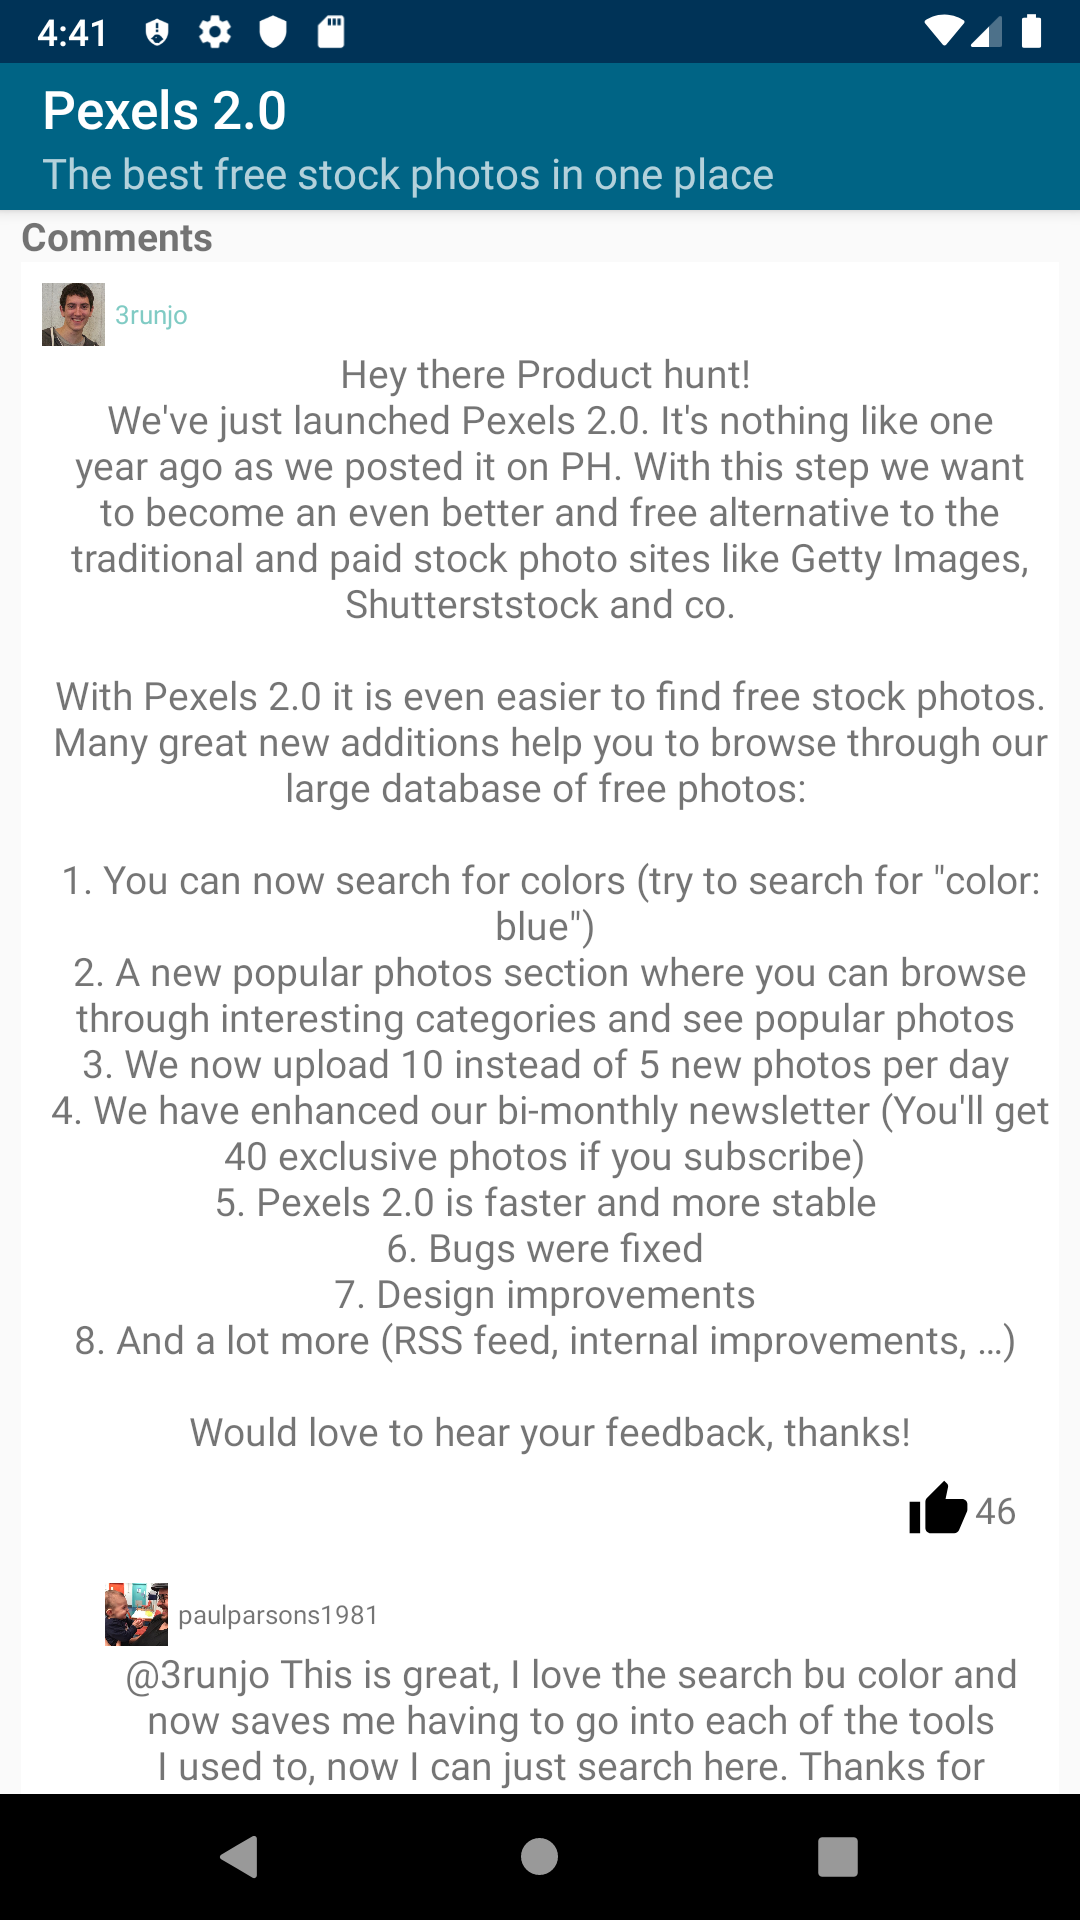 4:41
Pexels 2.0
The best free stock photos in one place
Comments
3runjo
Hey there Product hunt!
We've just launched Pexels 2.0. It's nothing like one
year ago as we posted it on PH. With this step we want
to become an even better and free alternative to the
traditional and paid stock photo sites like Getty Images,
Shutterststock and co.
With Pexels 2.0 it is even easier to find free stock photos.
Many great new additions help you to browse through our
large database of free photos:
1. You can now search for colors (try to search for "color:
blue")
2. A new popular photos section where you can browse
through interesting categories and see popular photos
3. We now upload 10 instead of 5 new photos per day
4. We have enhanced our bi-monthly newsletter (You'll get
40 exclusive photos if you subscribe)
5. Pexels 2.0 is faster and more stable
6. Bugs were fixed
7. Design improvements
8. And a lot more (RSS feed, internal improvements, ...)
Would love to hear your feedback, thanks!
46
paulparsons1981
@3runjo This is great, I love the search bu color and
now saves me having to go into each of the tools
I used to, now I can just search here. Thanks for